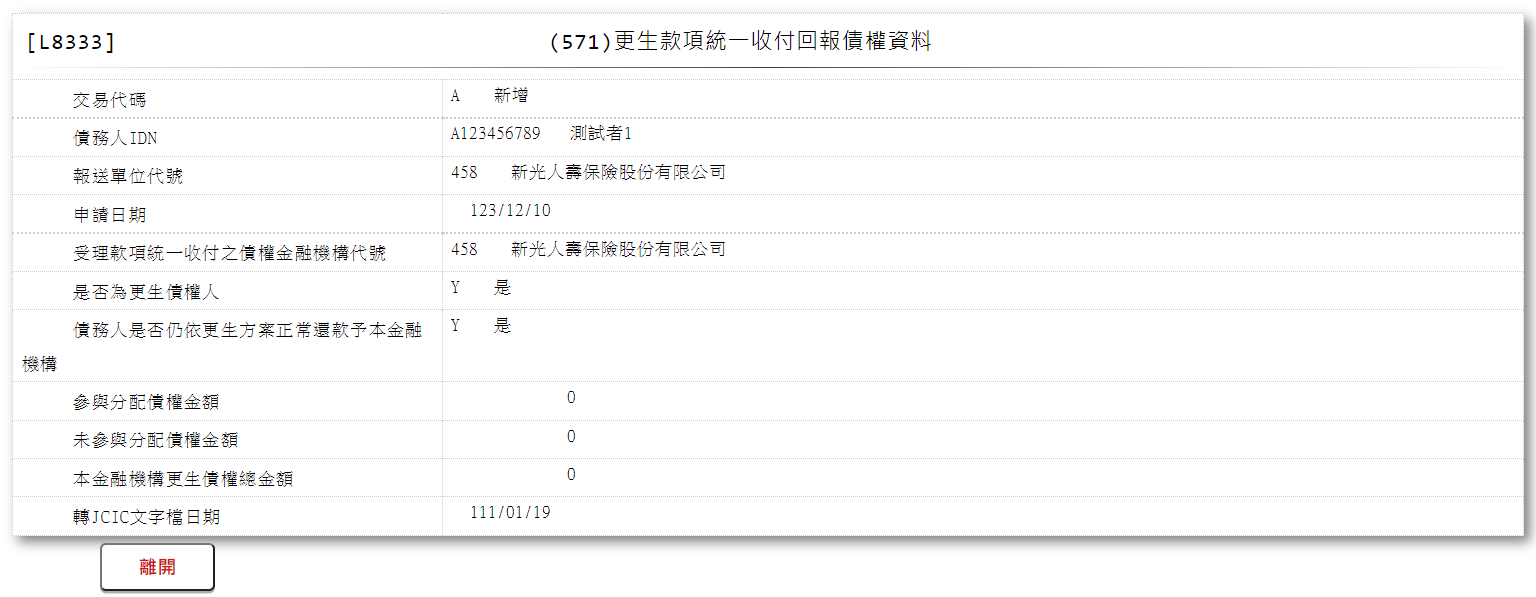 [L8333] (571)更生款項統一收付回報債權資料
交易代碼 A 新增
債務人IDN A123456789 測試者1
報送單位代號 458 新光人壽保險股份有限公司
申請日期 123/12/10
受理款項統一收付之債權金融機構代號 458 新光人壽保險股份有限公司
是否為更生債權人 Y 是
債務人是否仍依更生方案正常還款予本金融 Y 是
機構
參與分配債權金額 0
未參與分配債權金額 0
本金融機構更生債權總金額 0
轉JCIC文字檔日期 111/01/19
離開